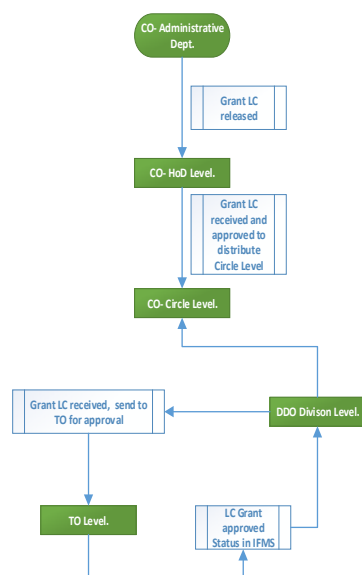 CO- Administrative
Dept.
Grant LC
released
CO- HoD Level.
Grant LC
received and
approved to
distribute
Circle Level
CO- Circle Level.
Grant LC received, send to
TO for approval
DDO Divison Level.
TO Level.
LC Grant
approved
Status in IFMS